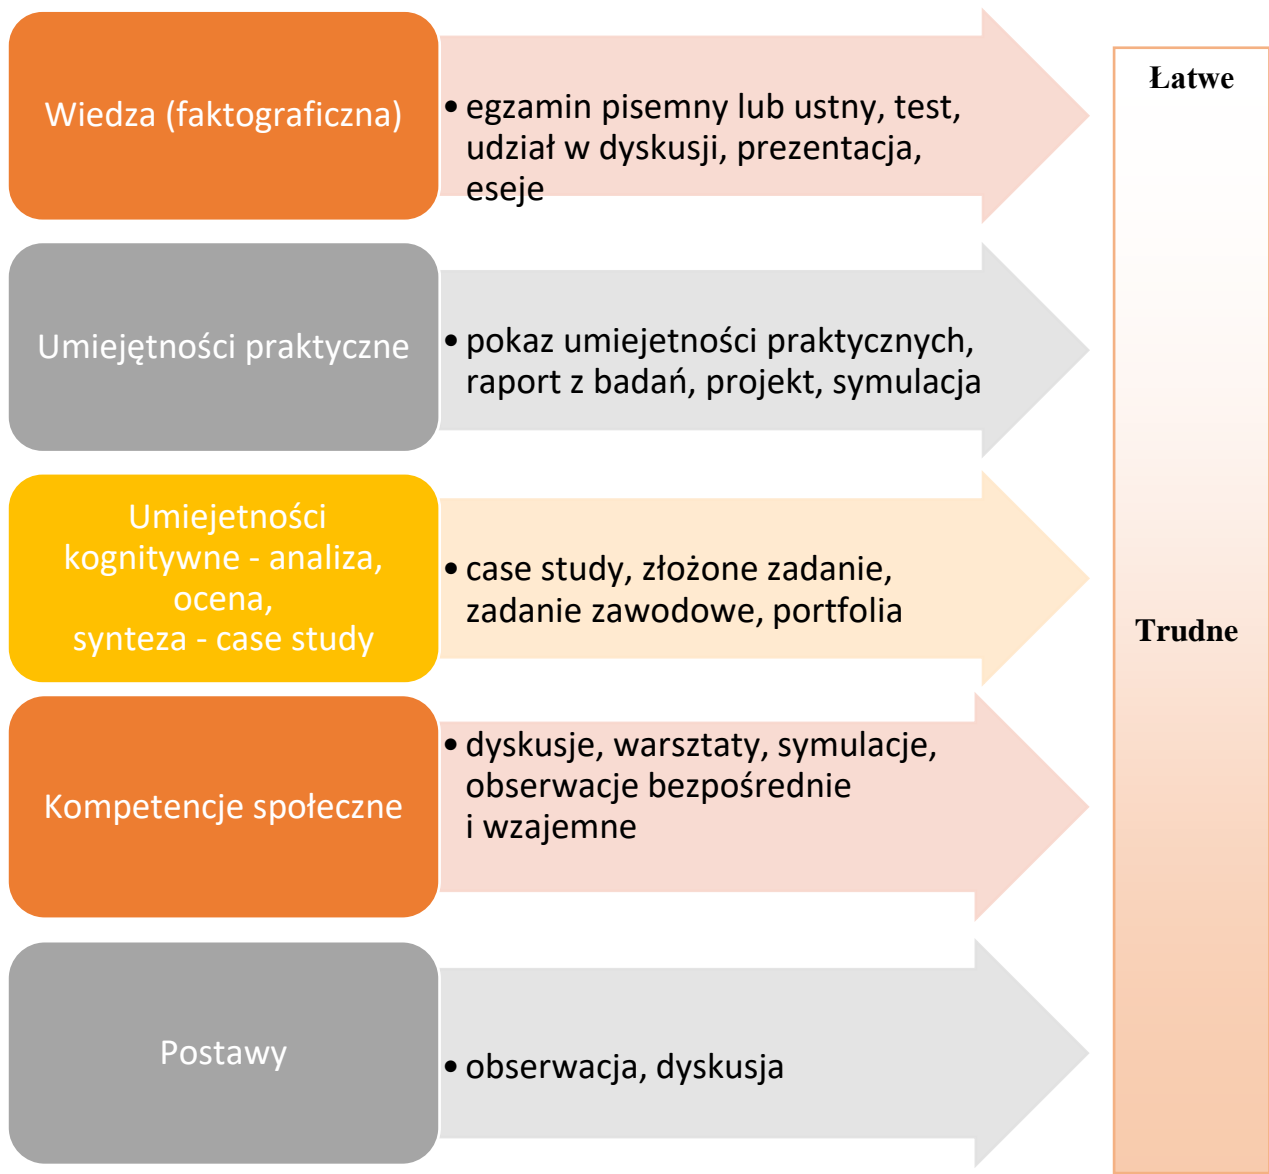 Wiedza (faktograficzna)
• egzamin pisemny lub ustny, test,
udział w dyskusji, prezentacja,
eseje
Łatwe
Umiejętności praktyczne
• pokaz umiejetności praktycznych,
raport z badań, projekt, symulacja
Umiejetności
kognitywne - analiza,
ocena,
synteza - case study
• case study, złożone zadanie,
zadanie zawodowe, portfolia
Trudne
Kompetencje społeczne
• dyskusje, warsztaty, symulacje,
obserwacje bezpośrednie
i wzajemne
Postawy
• obserwacja, dyskusja